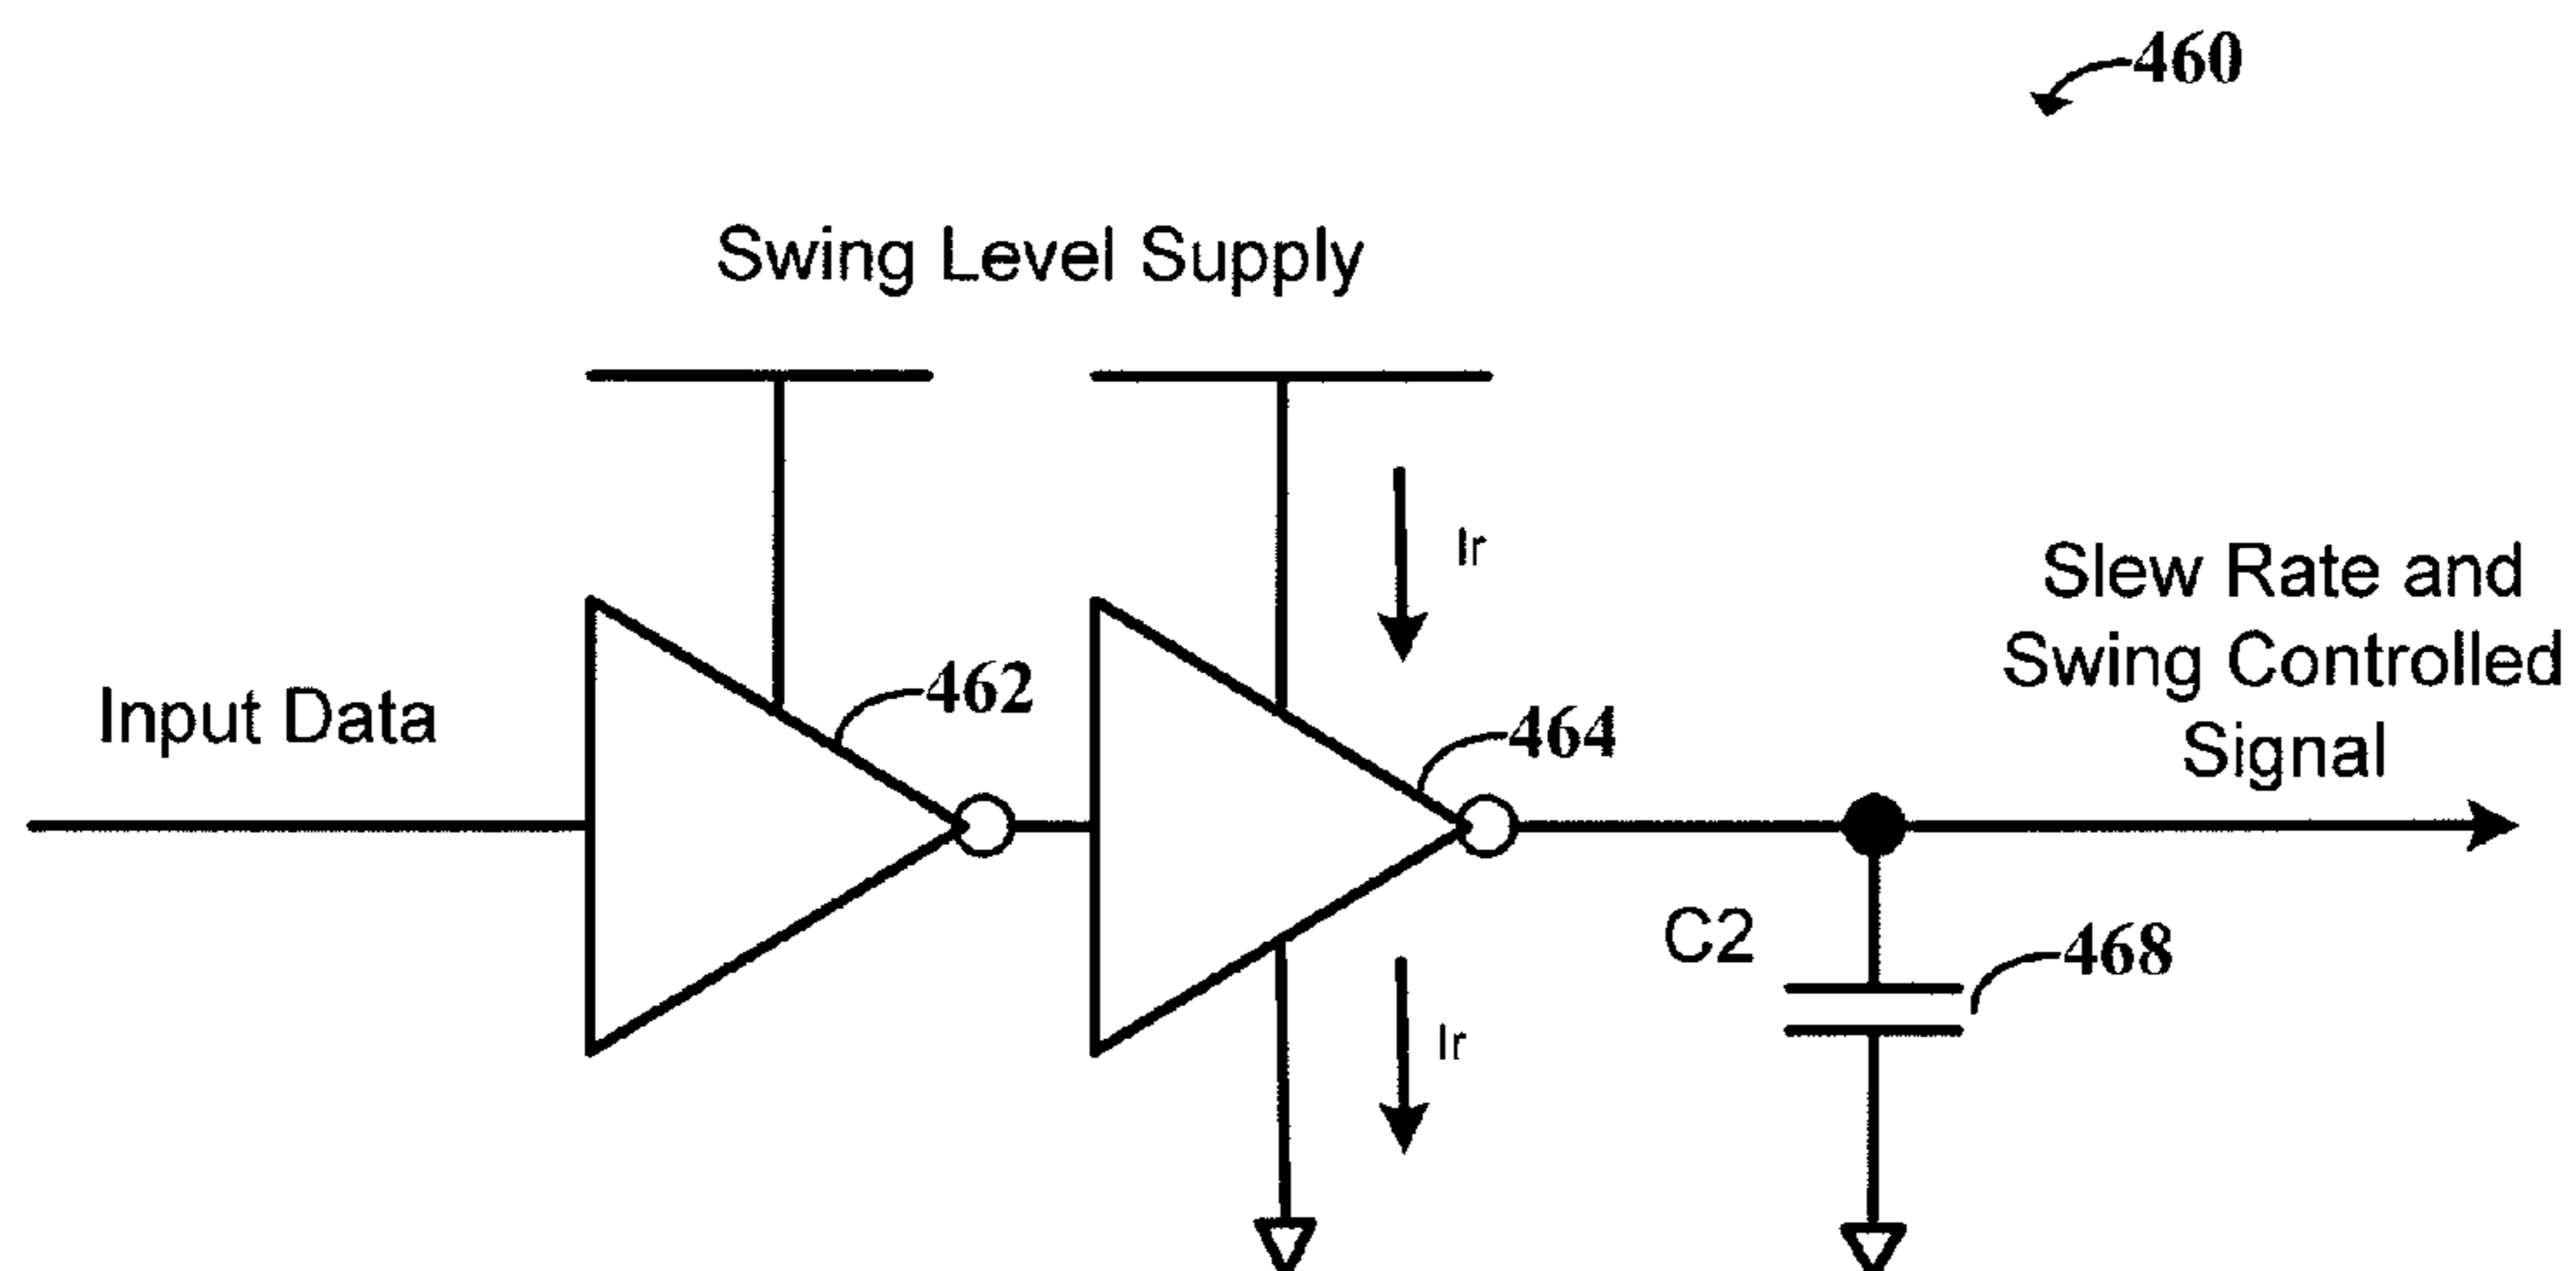 460
Swing Level Supply
Ir
Slew Rate and
Swing Controlled
Signal
Input Data
462
464
C2
468
Ir